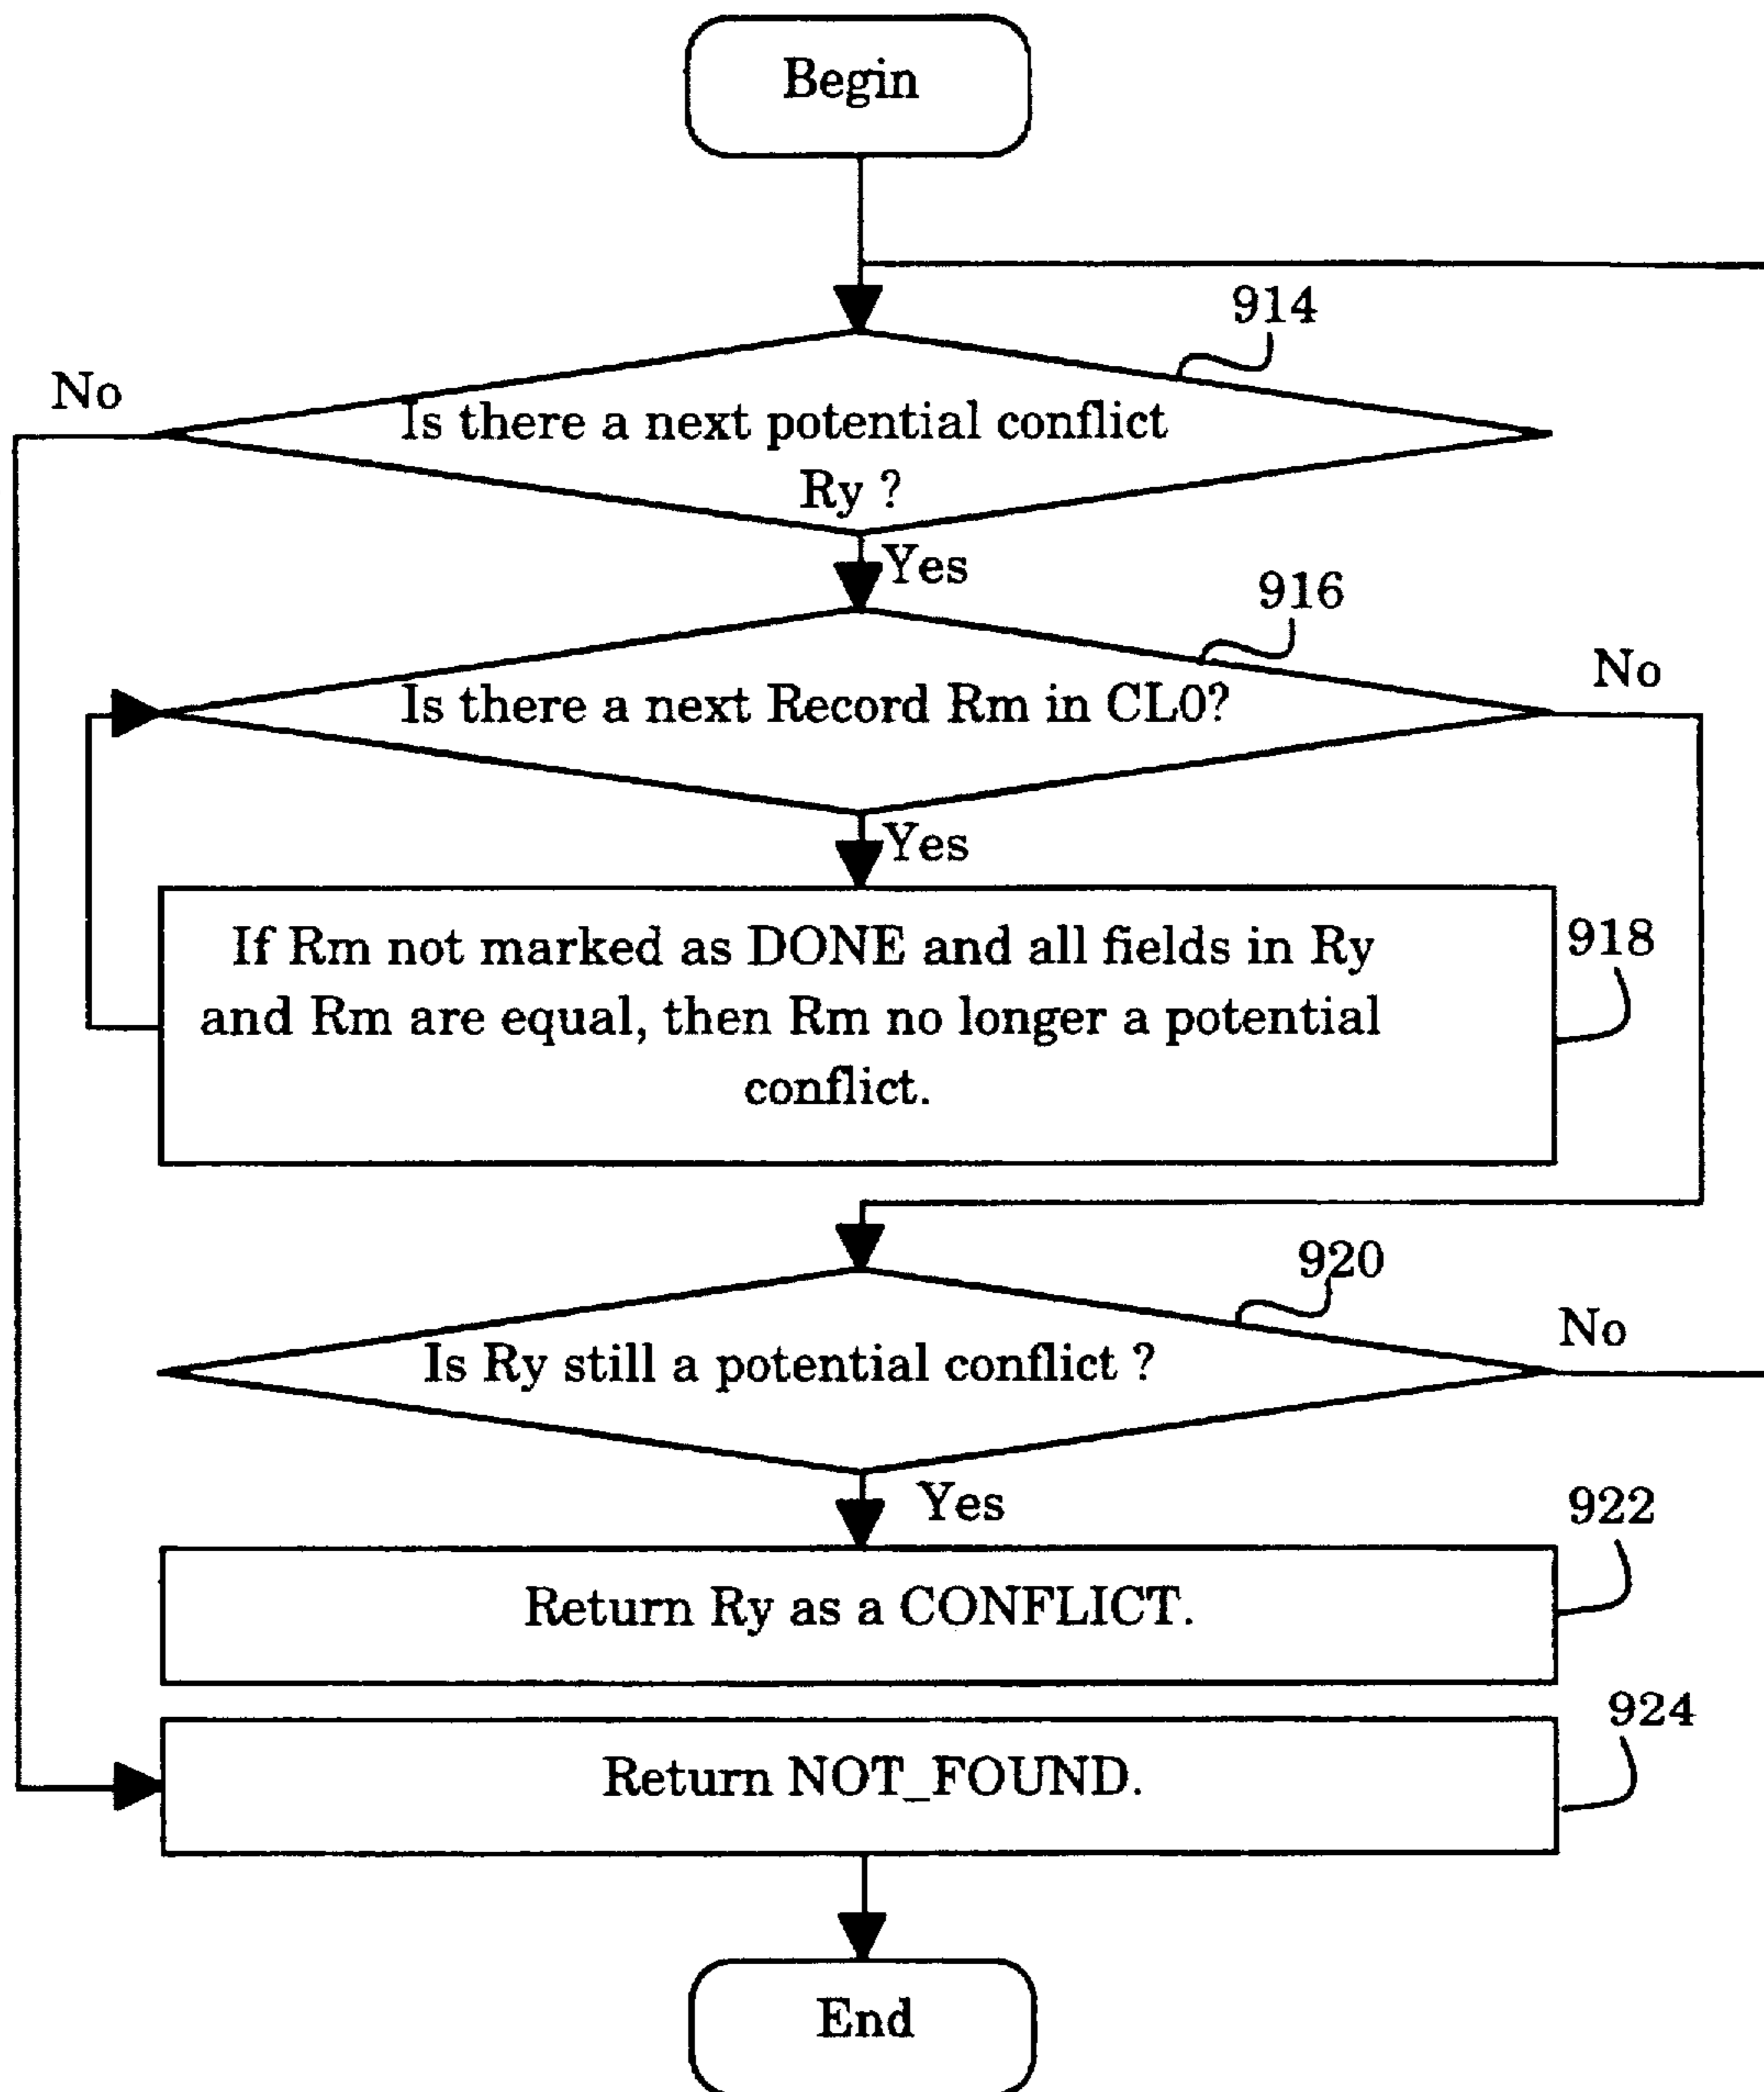 Begin
914
No
Is there a next potential conflict
Ry ?
Yes
916
No
Is there a next Record Rm in CL0?
Yes
918
If Rm not marked as DONE and all fields in Ry
and Rm are equal, then Rm no longer a potential
conflict.
920
No
Is Ry still a potential conflict ?
Yes
922
Return Ry as a CONFLICT.
924
Return NOT_FOUND.
End